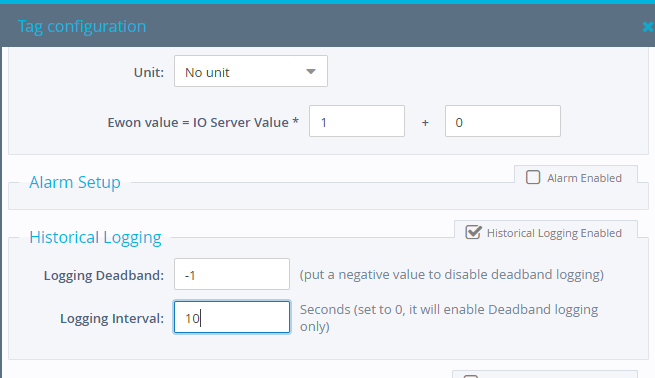 Tag configuration
Unit: No unit
Ewon value = IO Server Value * 1 + 0
Alarm Setup
Alarm Enabled
Historical Logging
Historical Logging Enabled
Logging Deadband: -1 (put a negative value to disable deadband logging)
Logging Interval: 10 Seconds (set to 0, it will enable Deadband logging
only)